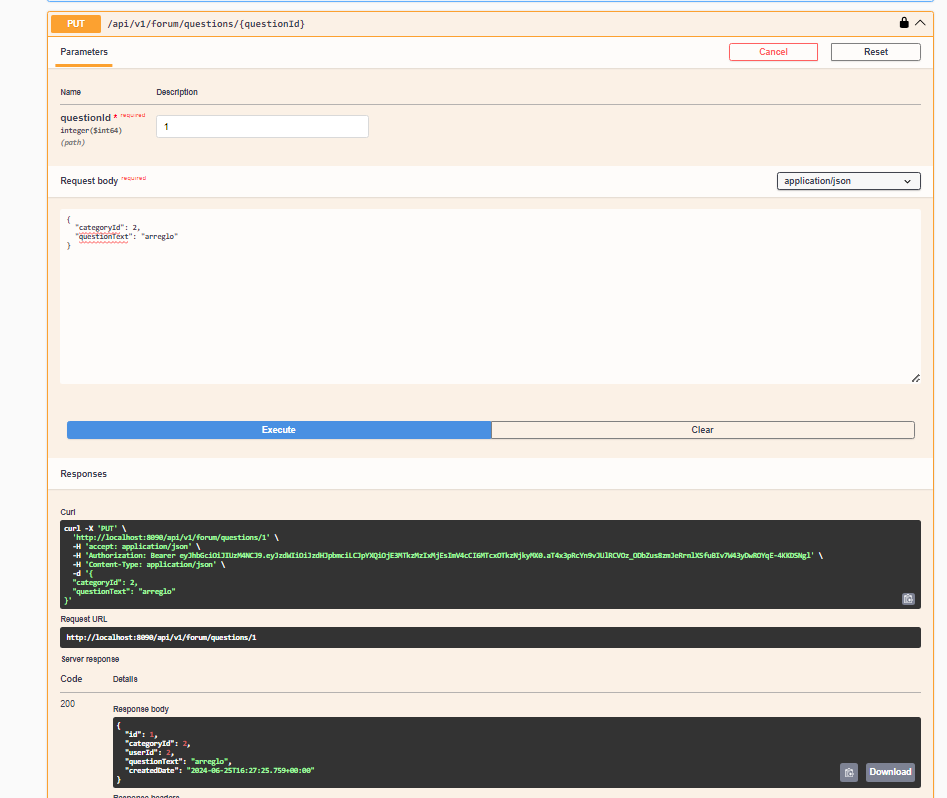 PUT /api/v1/forum/questions/{questionId}
Parameters
Cancel
Reset
Name Description
questionId * required
integer($int64)
(path)
1
Request body required
application/json
{
"categoryId": 2,
"questionText": "arreglo"
}
Execute
Clear
Responses
Curl
curl -X 'PUT' \
'http://localhost:8090/api/v1/forum/questions/1' \
-H 'accept: application/json' \
-H 'Authorization: Bearer
-H 'Content-Type: application/json' \
-d '{
"categoryId": 2,
"questionText": "arreglo"
}'
Request URL
http://localhost:8090/api/v1/forum/questions/1
Server response
Code Details
200
Response body
{
"id": 1,
"categoryId": 2,
"userId": 2,
"questionText": "arreglo",
"createdDate": "2024-06-25T16:27:25.759+00:00"
}
Download
Response headers